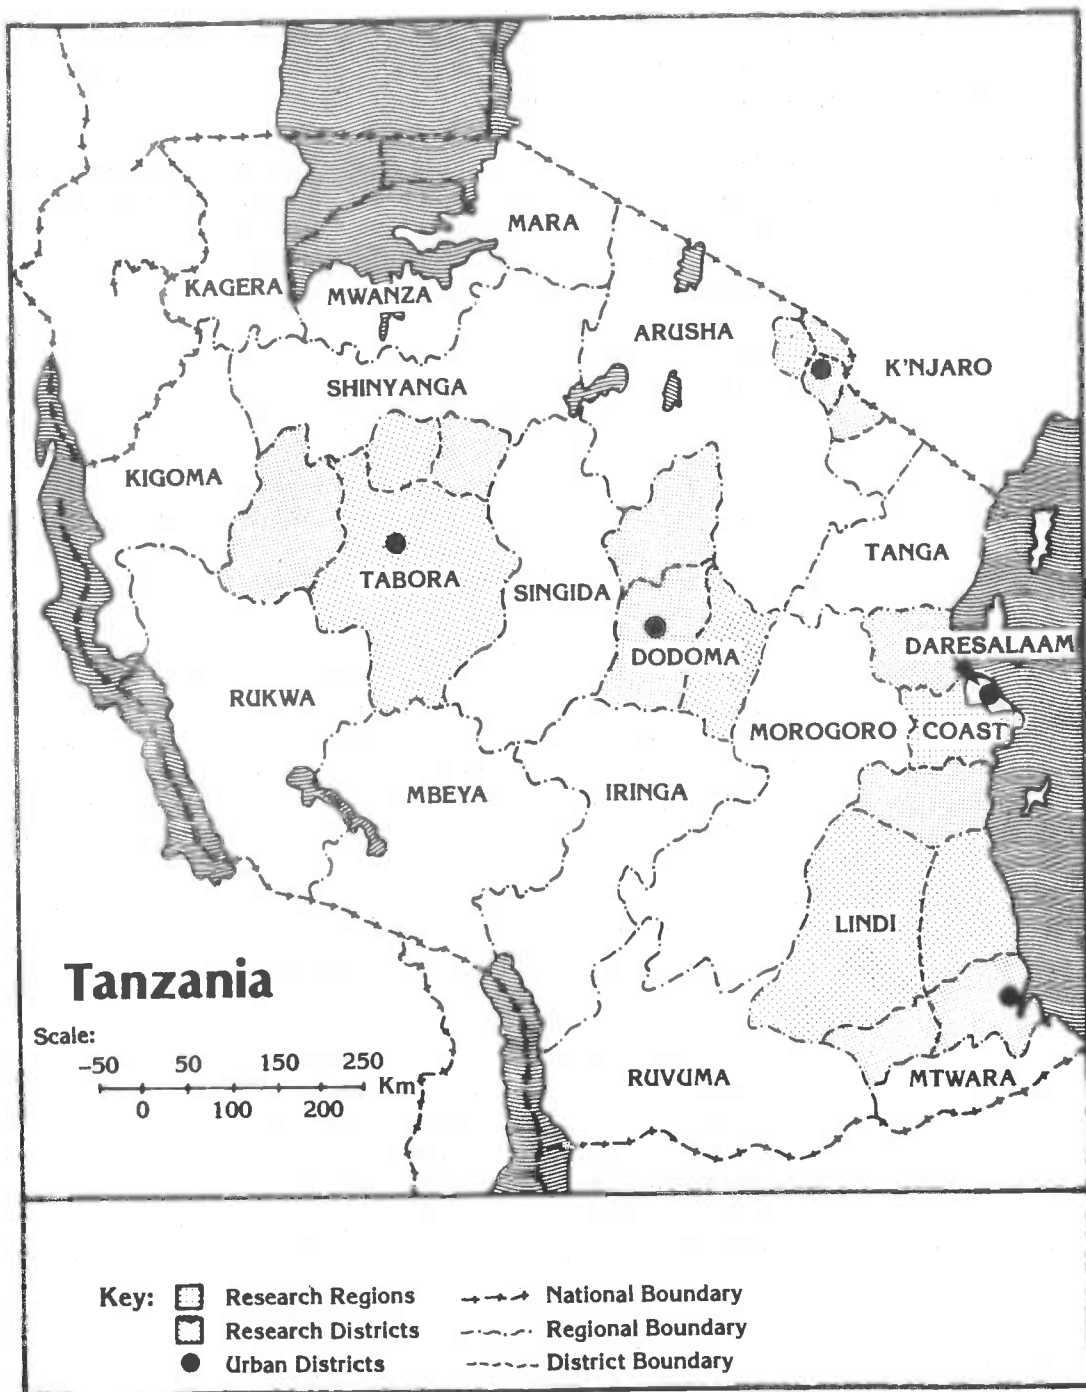 MARA
KAGERA
MWANZA
ARUSHA
K'NJARO
SHINYANGA
KIGOMA
TANGA
TABORA
SINGIDA
DODOMA
DARESALAAM
RUKWA
MOROGORO
COAST
MBEYA
IRINGA
LINDI
Tanzania
Scale:
-50 50 150 250
Km
0 100 200
RUVUMA
MTWARA
Key:
Research Regions
National Boundary
Research Districts
Regional Boundary
Urban Districts
District Boundary